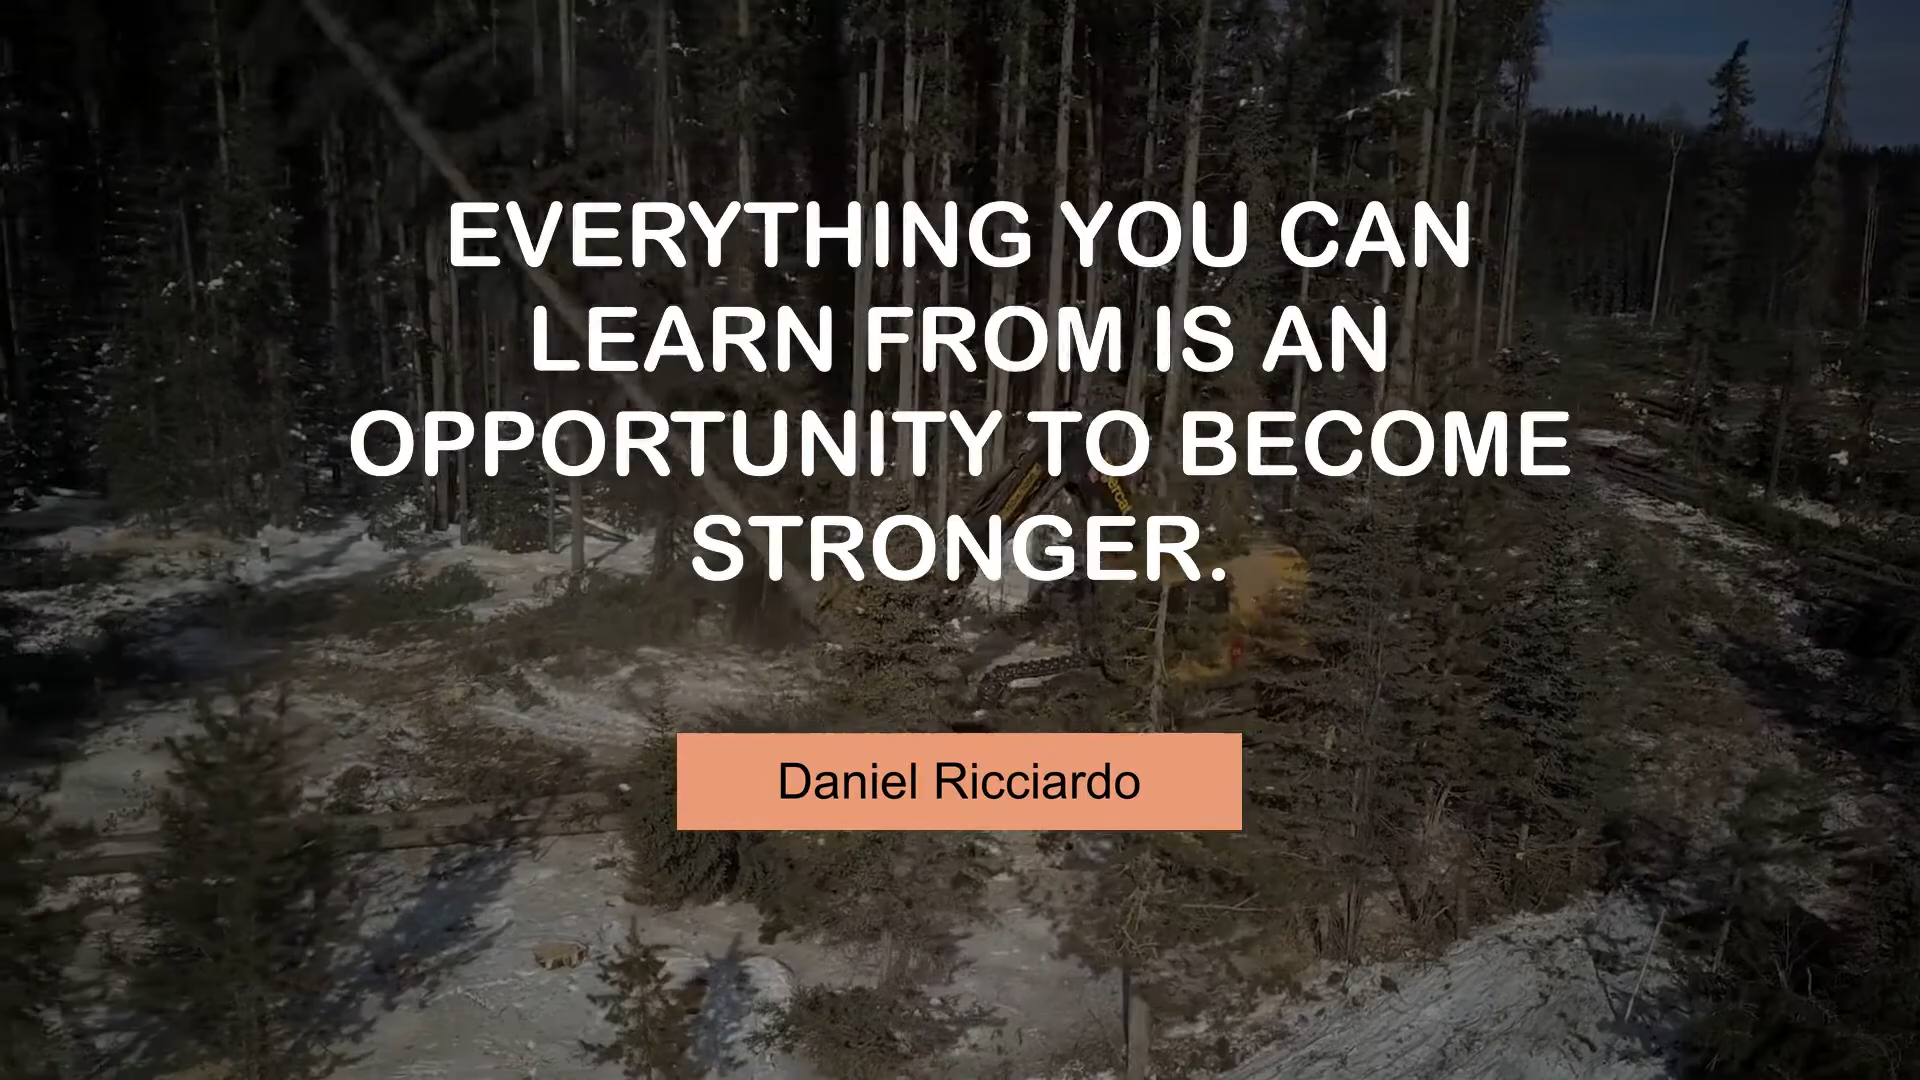 EVERYTHING YOU CAN
LEARN FROM IS AN
OPPORTUNITY TO BECOME
STRONGER.
Daniel Ricciardo